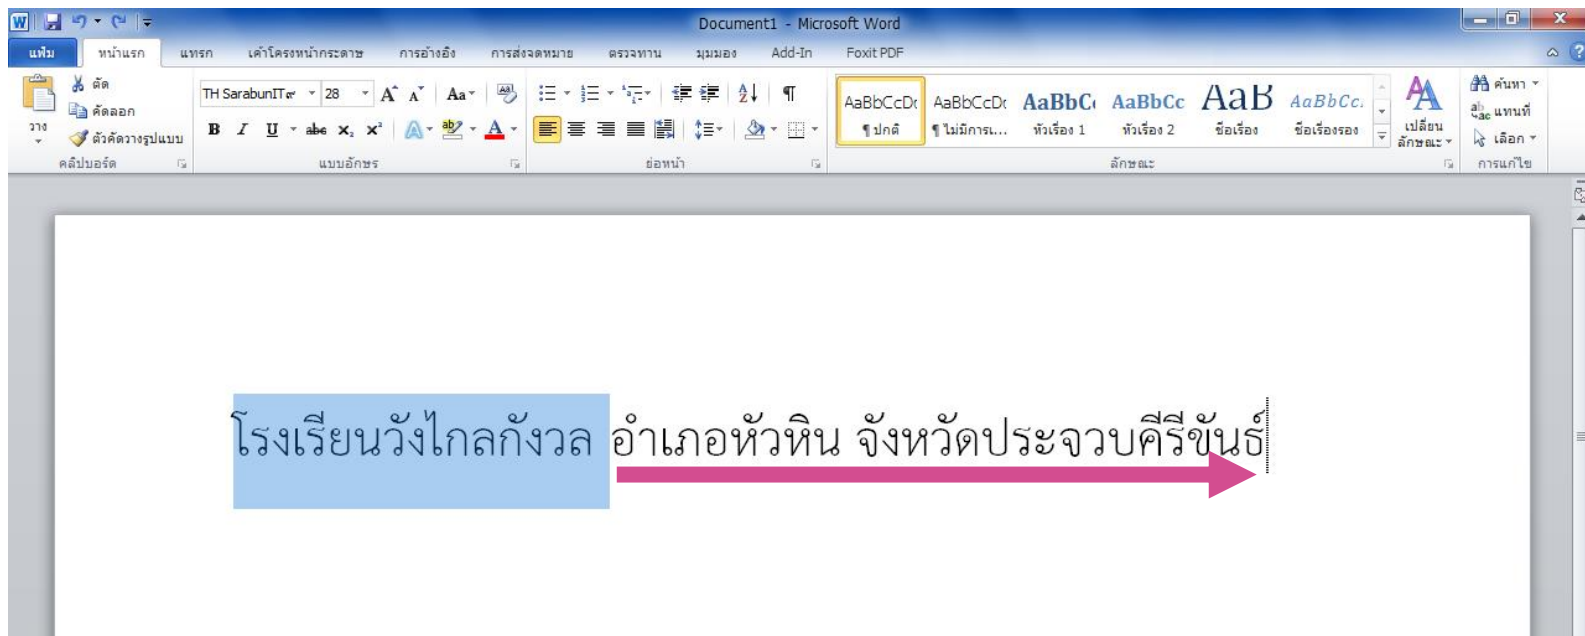 Document1 - Microsoft Word
แฟ้ม หน้าแรก แทรก เค้าโครงหน้ากระดาษ การอ้างอิง การส่งจดหมาย ตรวจทาน มุมมอง Add-In Foxit PDF
วาง
ตัด
คัดลอก
ตัวคัดวางรูปแบบ
คลิปบอร์ด
TH SarabunIT๙ 28
B I U abc x₂ x²
แบบอักษร
ย่อหน้า
AaBbCcDc AaBbCcDc AaBbC AaBbCc AaB AaBbCc.
¶ ปกติ ¶ ไม่มีการเ... หัวเรื่อง 1 หัวเรื่อง 2 ชื่อเรื่อง ชื่อเรื่องรอง
เปลี่ยน
ลักษณะ
ลักษณะ
ค้นหา
แทนที่
เลือก
การแก้ไข
โรงเรียนวังไกลกังวล อำเภอหัวหิน จังหวัดประจวบคีรีขันธ์